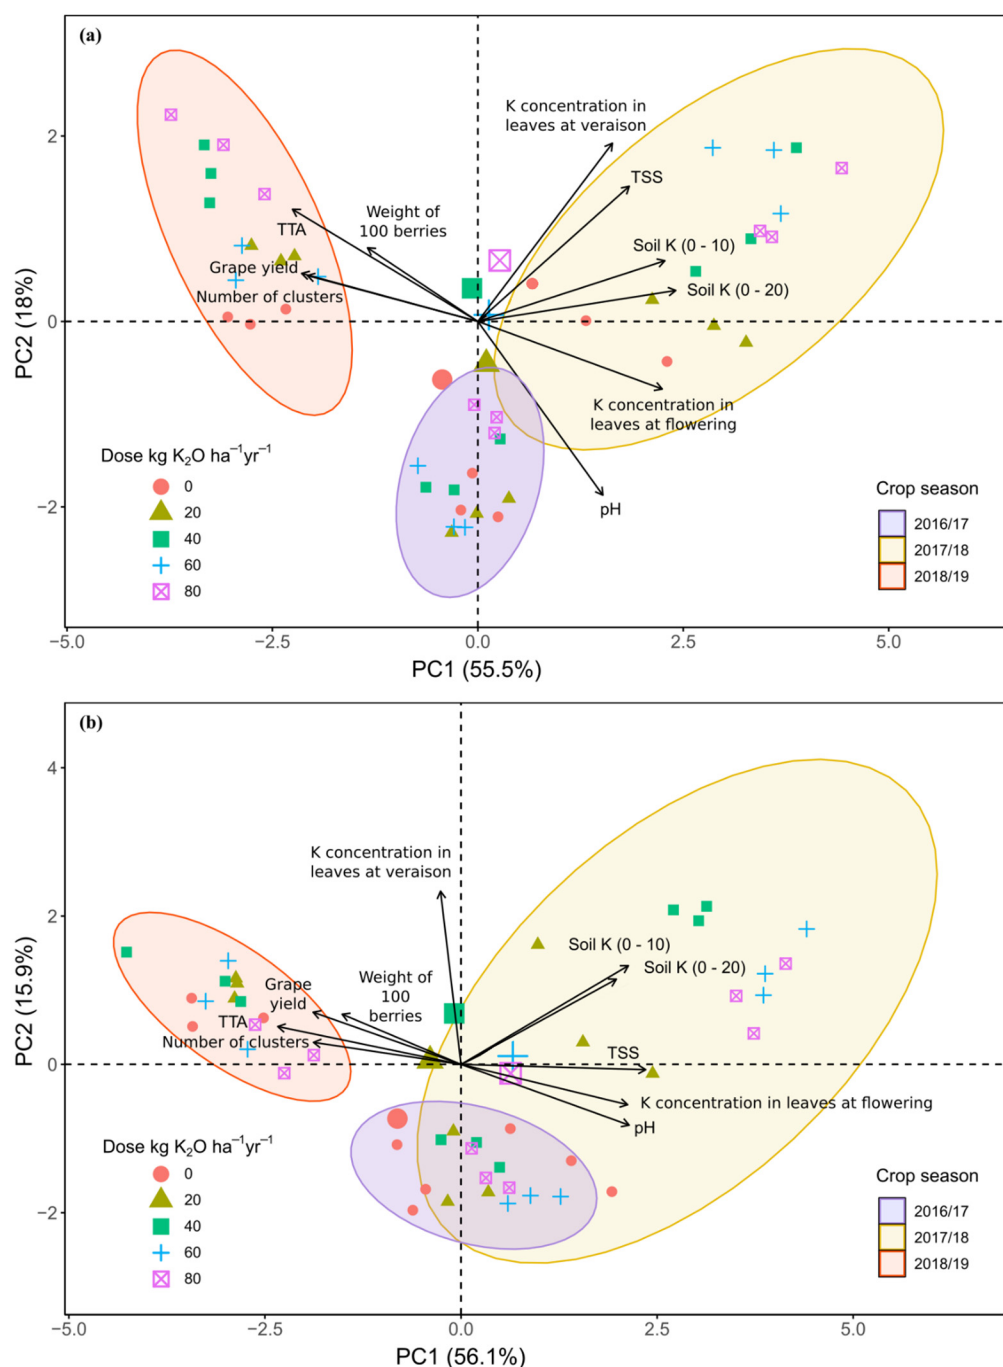 (a)
K concentration in
leaves at veraison
TSS
Weight of
100 berries
TTA
Soil K (0 - 10)
Grape yield
Soil K (0 - 20)
Number of clusters
K concentration in
leaves at flowering
pH
PC2 (18%)
2
0
−2
Dose kg K₂O ha⁻¹yr⁻¹
0
20
40
60
80
Crop season
2016/17
2017/18
2018/19
−5.0
−2.5
0.0
2.5
5.0
PC1 (55.5%)
(b)
K concentration in
leaves at veraison
Soil K (0 - 10)
Soil K (0 - 20)
Weight of
100
berries
Grape
yield
TTA
Number of clusters
TSS
K concentration in leaves at flowering
pH
PC2 (15.9%)
4
2
0
−2
Dose kg K₂O ha⁻¹yr⁻¹
0
20
40
60
80
Crop season
2016/17
2017/18
2018/19
−5.0
−2.5
0.0
2.5
5.0
PC1 (56.1%)